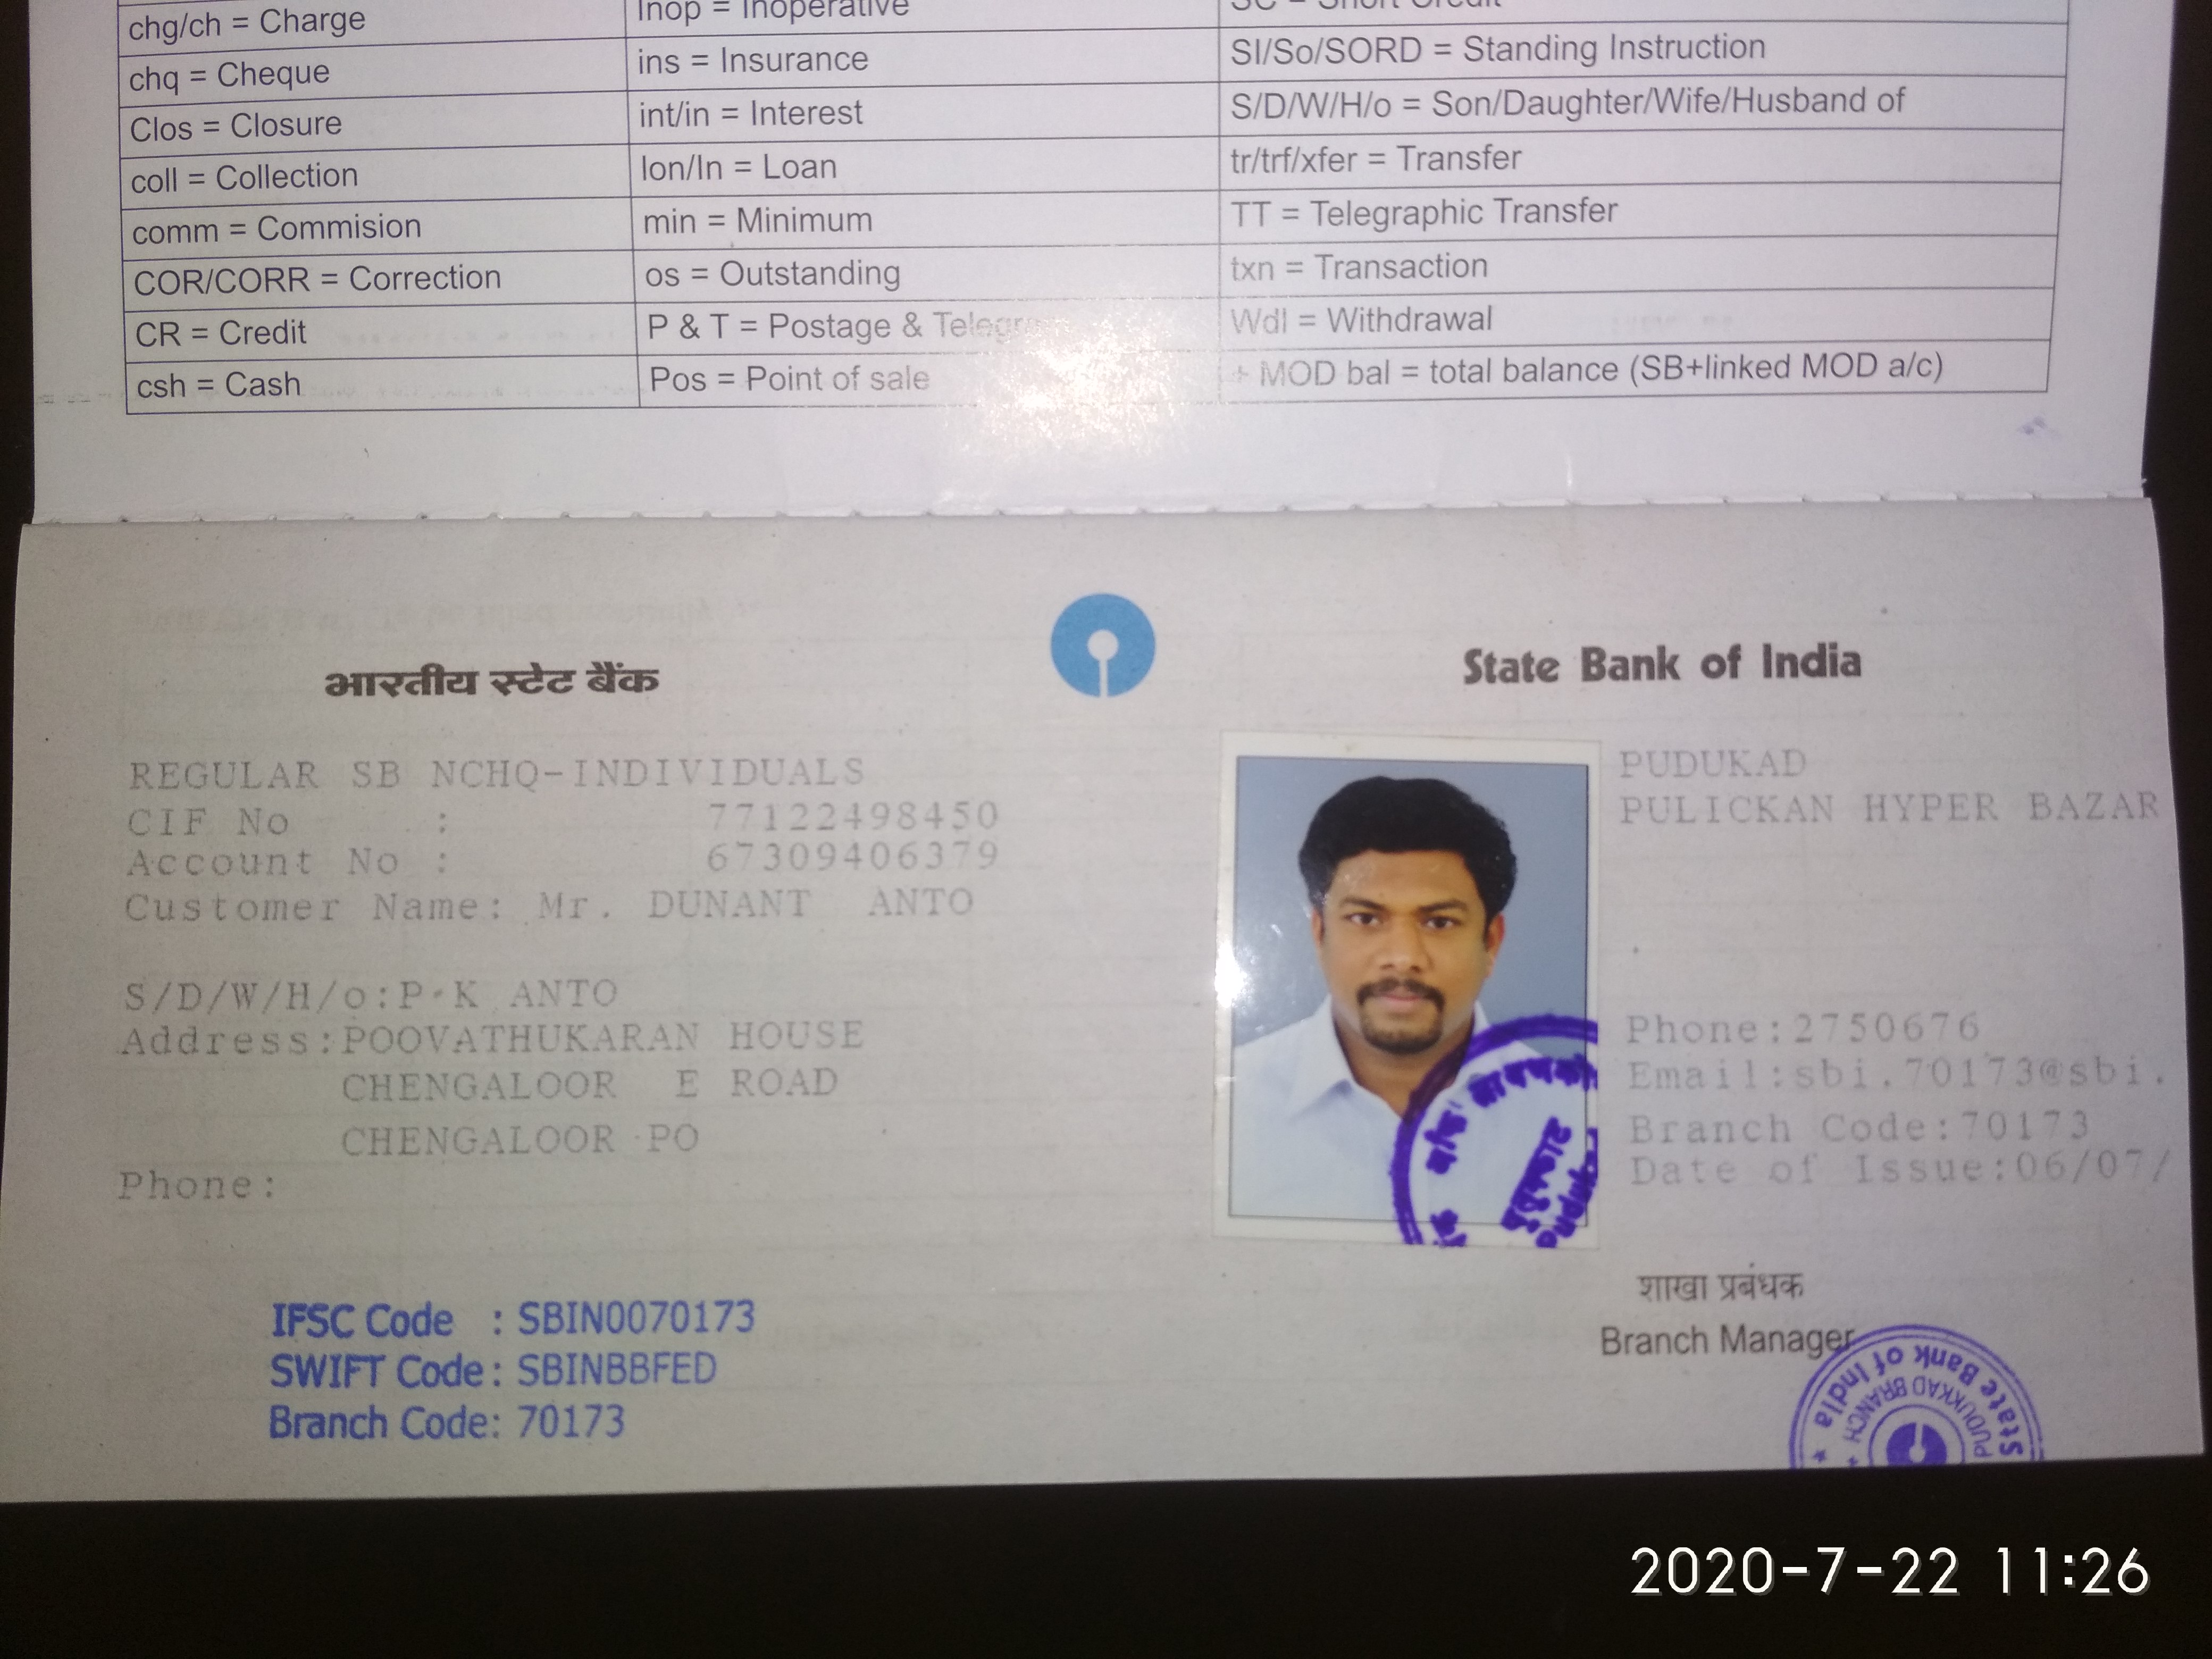 chg/ch = Charge
chq = Cheque
Clos = Closure
coll = Collection
comm = Commision
COR/CORR = Correction
CR = Credit
csh = Cash
Inop = Inoperative
ins = Insurance
int/in = Interest
lon/ln = Loan
min = Minimum
os = Outstanding
P & T = Postage &
Pos = Point of sale
SC = Short Credit
SI/So/SORD = Standing Instruction
S/D/W/H/o = Son/Daughter/Wife/Husband of
tr/trf/xfer = Transfer
TT = Telegraphic Transfer
txn = Transaction
Wdl = Withdrawal
+ MOD bal = total balance (SB+linked MOD a/c)
भारतीय स्टेट बैंक
State Bank of India
REGULAR SB NCHQ-INDIVIDUALS
CIF No : 77122498450
Account No : 67309406379
Customer Name: Mr. DUNANT ANTO
S/D/W/H/o:P.K ANTO
Address:POOVATHUKARAN HOUSE
CHENGALOOR E ROAD
CHENGALOOR PO
Phone:
IFSC Code : SBIN0070173
SWIFT Code: SBINBBFED
Branch Code: 70173
PUDUKAD
PULICKAN HYPER BAZAR
Phone:2750676
Email:sbi.70173@sbi.
Branch Code:70173
Date of Issue:06/07/
शाखा प्रबंधक
Branch Manager
State Bank of India
PUDUKKAD BRANCH
2020-7-22 11:26